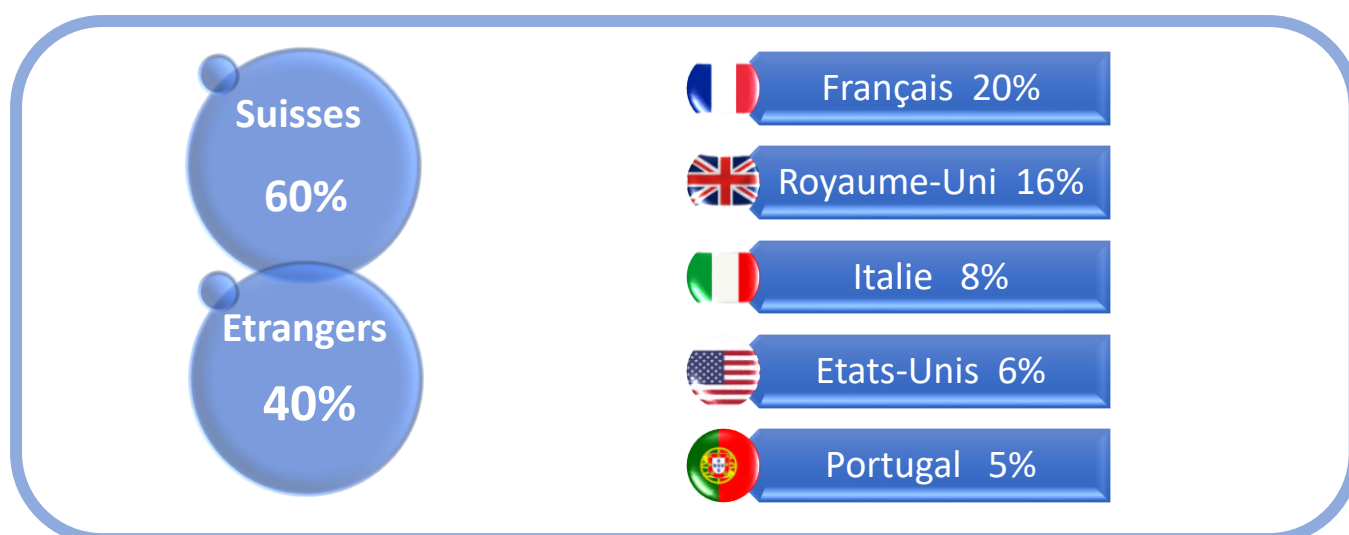 Suisses
60%
Etrangers
40%
Français 20%
Royaume-Uni 16%
Italie 8%
Etats-Unis 6%
Portugal 5%